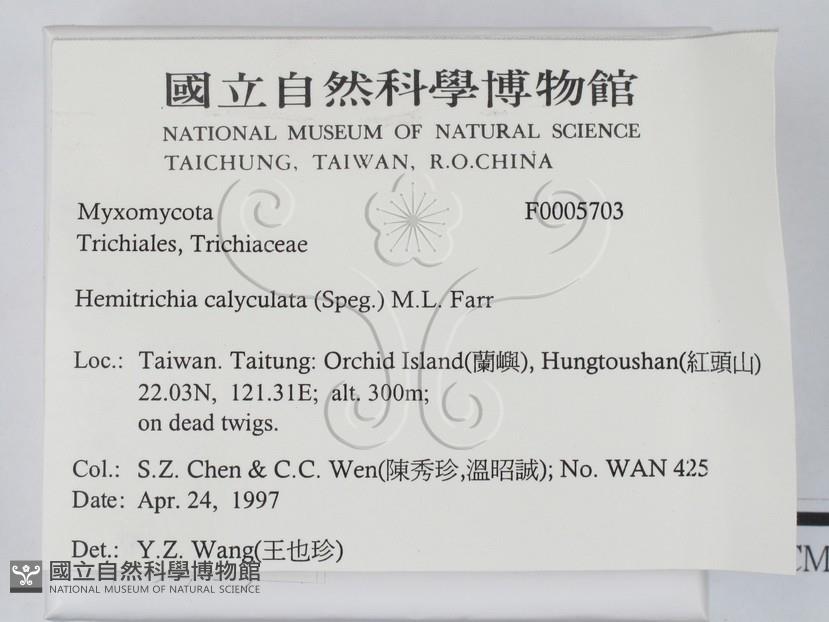 國立自然科學博物館
NATIONAL MUSEUM OF NATURAL SCIENCE
TAICHUNG, TAIWAN, R.O.CHINA
Myxomycota F0005703
Trichiales, Trichiaceae
Hemitrichia calyculata (Speg.) M.L. Farr
Loc.: Taiwan. Taitung: Orchid Island(蘭嶼), Hungtoushan(紅頭山)
22.03N, 121.31E; alt. 300m;
on dead twigs.
Col.: S.Z. Chen & C.C. Wen(陳秀珍,溫昭誠); No. WAN 425
Date: Apr. 24, 1997
Det.: Y.Z. Wang(王也珍)
國立自然科學博物館
NATIONAL MUSEUM OF NATURAL SCIENCE
CM